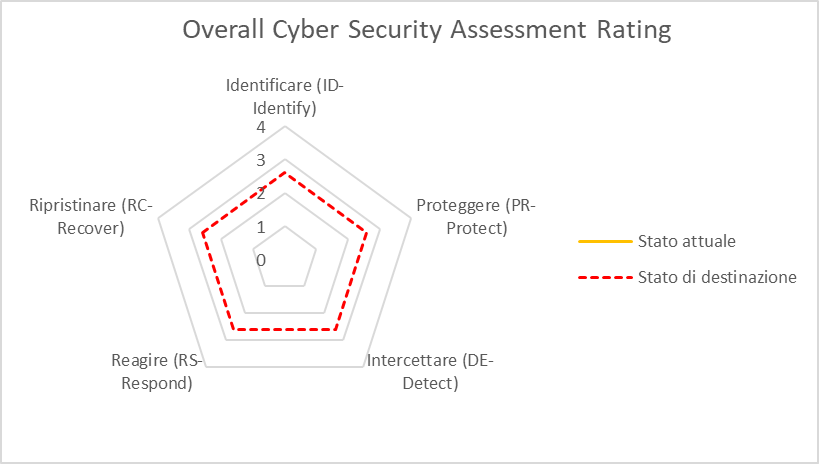 Overall Cyber Security Assessment Rating
Identificare (ID-
Identify)
4
3
2
1
0
Ripristinare (RC-
Recover)
Proteggere (PR-
Protect)
Reagire (RS-
Respond)
Intercettare (DE-
Detect)
Stato attuale
Stato di destinazione